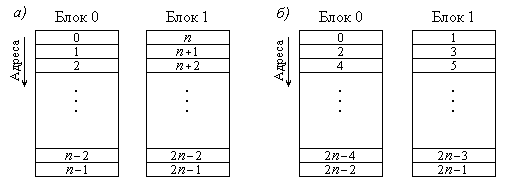 а) Блок 0 Блок 1 б) Блок 0 Блок 1
Адреса 0 n Адреса 0 1
1 n+1 2 3
2 n+2 4 5
n−2 2n−2 2n−4 2n−3
n−1 2n−1 2n−2 2n−1